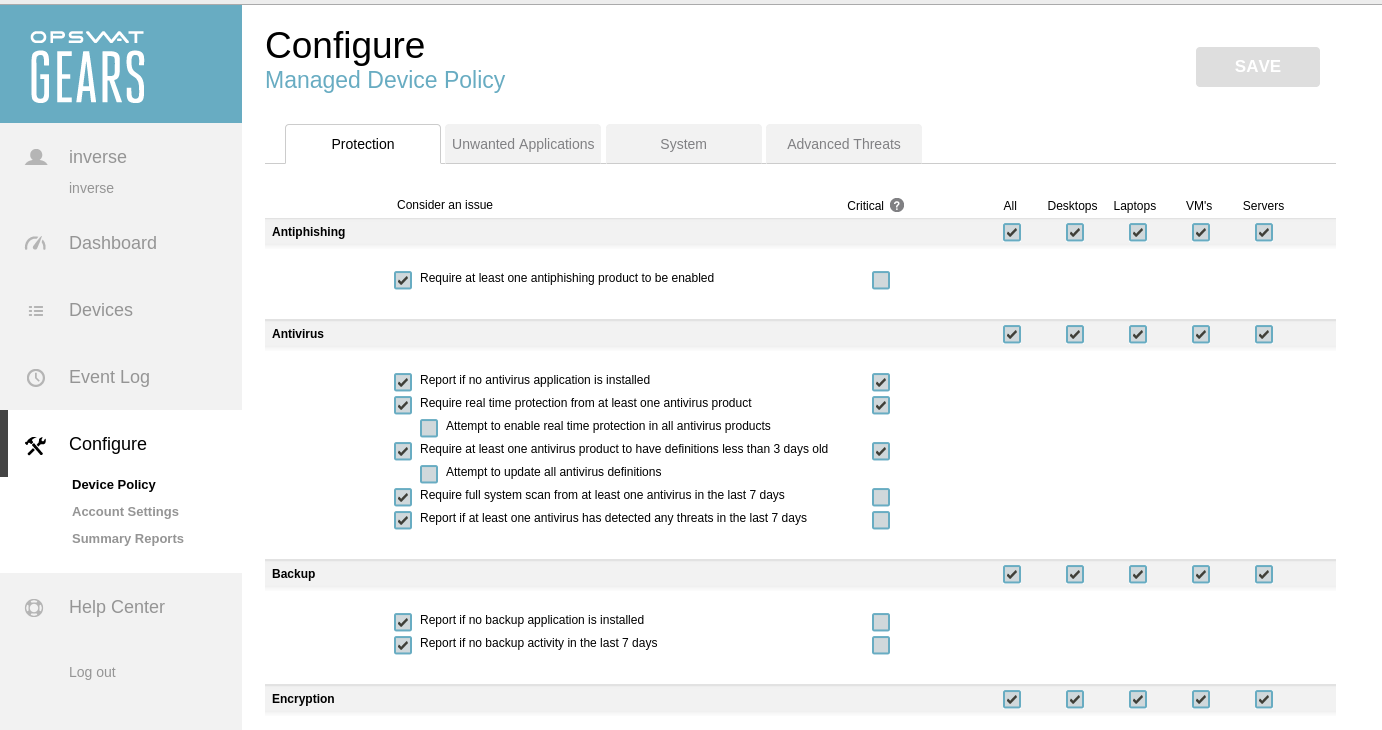 OPSWAT
GEARS
inverse
inverse
Dashboard
Devices
Event Log
Configure
Device Policy
Account Settings
Summary Reports
Help Center
Log out
Configure
Managed Device Policy
SAVE
Protection Unwanted Applications System Advanced Threats
Consider an issue Critical ? All Desktops Laptops VM's Servers
Antiphishing
Require at least one antiphishing product to be enabled
Antivirus
Report if no antivirus application is installed
Require real time protection from at least one antivirus product
Attempt to enable real time protection in all antivirus products
Require at least one antivirus product to have definitions less than 3 days old
Attempt to update all antivirus definitions
Require full system scan from at least one antivirus in the last 7 days
Report if at least one antivirus has detected any threats in the last 7 days
Backup
Report if no backup application is installed
Report if no backup activity in the last 7 days
Encryption